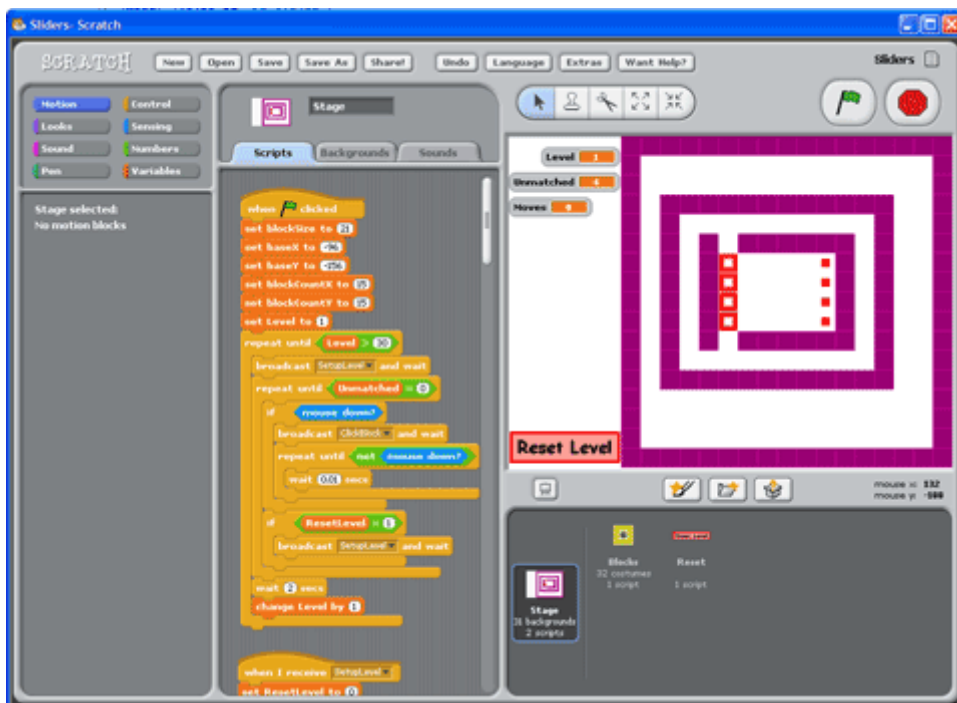 Sliders- Scratch
SCRATCH New Open Save Save As Share! Undo Language Extras Want Help? Sliders
Motion Control
Looks Sensing
Sound Numbers
Pen Variables
Stage selected:
No motion blocks
Stage
Scripts Backgrounds Sounds
when clicked
set blockSize to 21
set baseX to -96
set baseY to -156
set blockCountX to 15
set blockCountY to 15
set Level to 1
repeat until Level > 30
broadcast SetupLevel and wait
repeat until Unmatched = 0
if mouse down?
broadcast ClickBlock and wait
repeat until not mouse down?
wait 0.01 secs
if ResetLevel = 1
broadcast SetupLevel and wait
wait 2 secs
change Level by 1
when I receive SetupLevel
set ResetLevel to 0
Level 1
Unmatched 4
Moves 0
Reset Level
mouse x: 132
mouse y: -188
Blocks
32 costumes
1 script
Reset
1 script
Stage
31 backgrounds
2 scripts